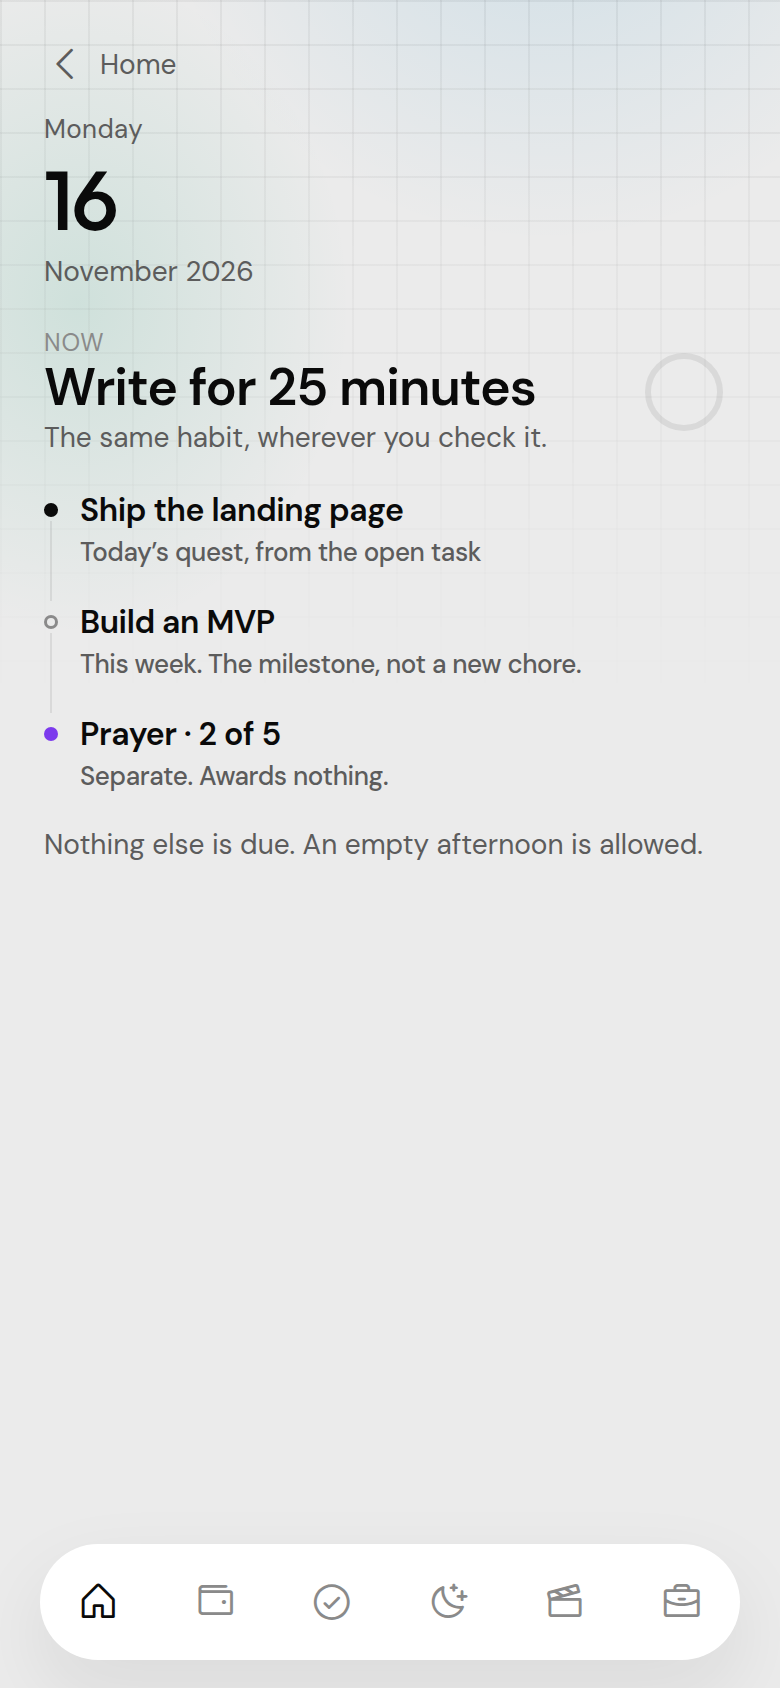 Home
Monday
16
November 2026
NOW
Write for 25 minutes
The same habit, wherever you check it.
Ship the landing page
Today’s quest, from the open task
Build an MVP
This week. The milestone, not a new chore.
Prayer · 2 of 5
Separate. Awards nothing.
Nothing else is due. An empty afternoon is allowed.